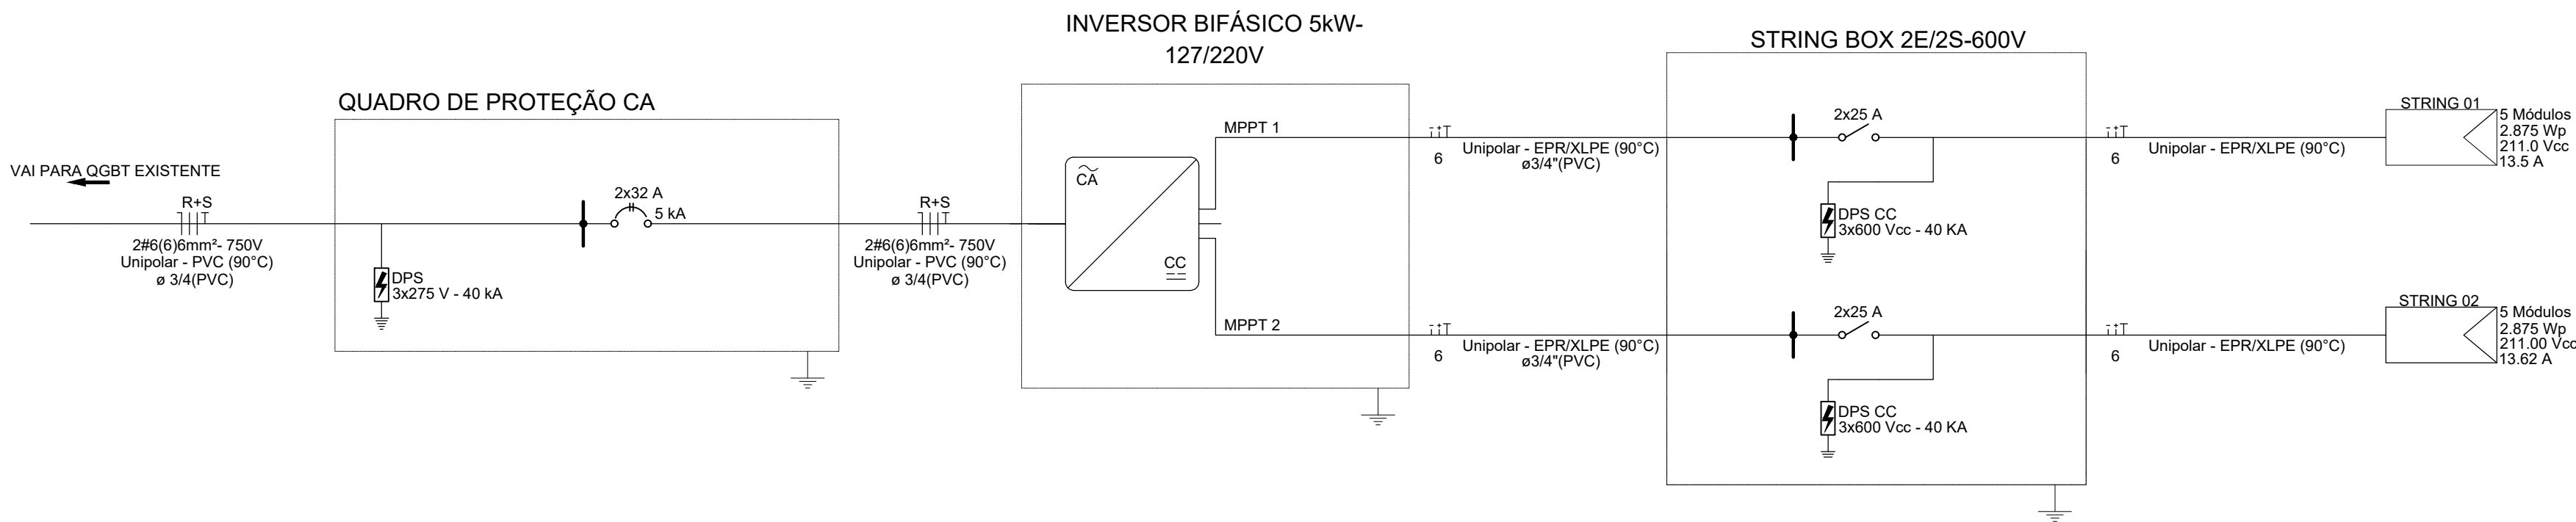 INVERSOR BIFÁSICO 5kW-
127/220V
STRING BOX 2E/2S-600V
QUADRO DE PROTEÇÃO CA
VAI PARA QGBT EXISTENTE
R+S
2#6(6)6mm²- 750V
Unipolar - PVC (90°C)
ø 3/4(PVC)
DPS
3x275 V - 40 kA
2x32 A
5 kA
R+S
2#6(6)6mm²- 750V
Unipolar - PVC (90°C)
ø 3/4(PVC)
CA
CC
MPPT 1
- + T
6
Unipolar - EPR/XLPE (90°C)
ø3/4"(PVC)
2x25 A
DPS CC
3x600 Vcc - 40 KA
- + T
6
Unipolar - EPR/XLPE (90°C)
STRING 01
5 Módulos
2.875 Wp
211.0 Vcc
13.5 A
MPPT 2
- + T
6
Unipolar - EPR/XLPE (90°C)
ø3/4"(PVC)
2x25 A
DPS CC
3x600 Vcc - 40 KA
- + T
6
Unipolar - EPR/XLPE (90°C)
STRING 02
5 Módulos
2.875 Wp
211.00 Vcc
13.62 A